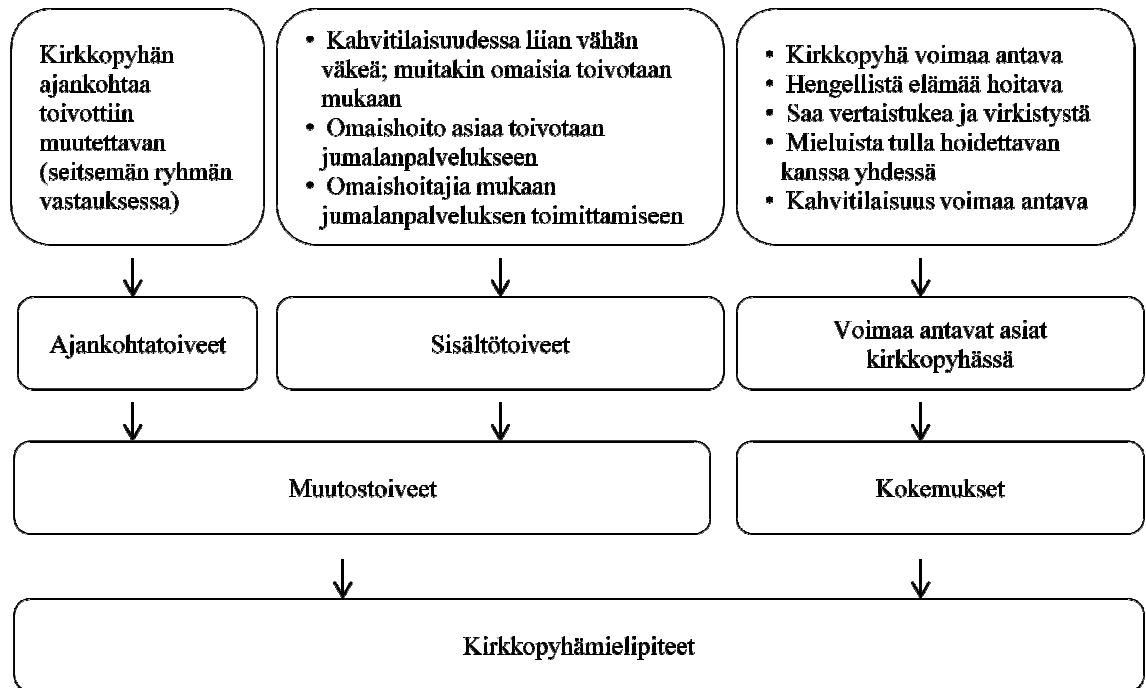 Kirkkopyhän
ajankohtaa
toivottiin
muutettavan
(seitsemän ryhmän
vastauksessa)
• Kahvitilaisuudessa liian vähän
väkeä; muitakin omaisia toivotaan
mukaan
• Omaishoito asiaa toivotaan
jumalanpalvelukseen
• Omaishoitajia mukaan
jumalanpalveluksen toimittamiseen
• Kirkkopyhä voimaa antava
• Hengellistä elämää hoitava
• Saa vertaistukea ja virkistystä
• Mieluista tulla hoidettavan
kanssa yhdessä
• Kahvitilaisuus voimaa antava
Ajankohtatoiveet
Sisältötoiveet
Voimaa antavat asiat
kirkkopyhässä
Muutostoiveet
Kokemukset
Kirkkopyhämielipiteet